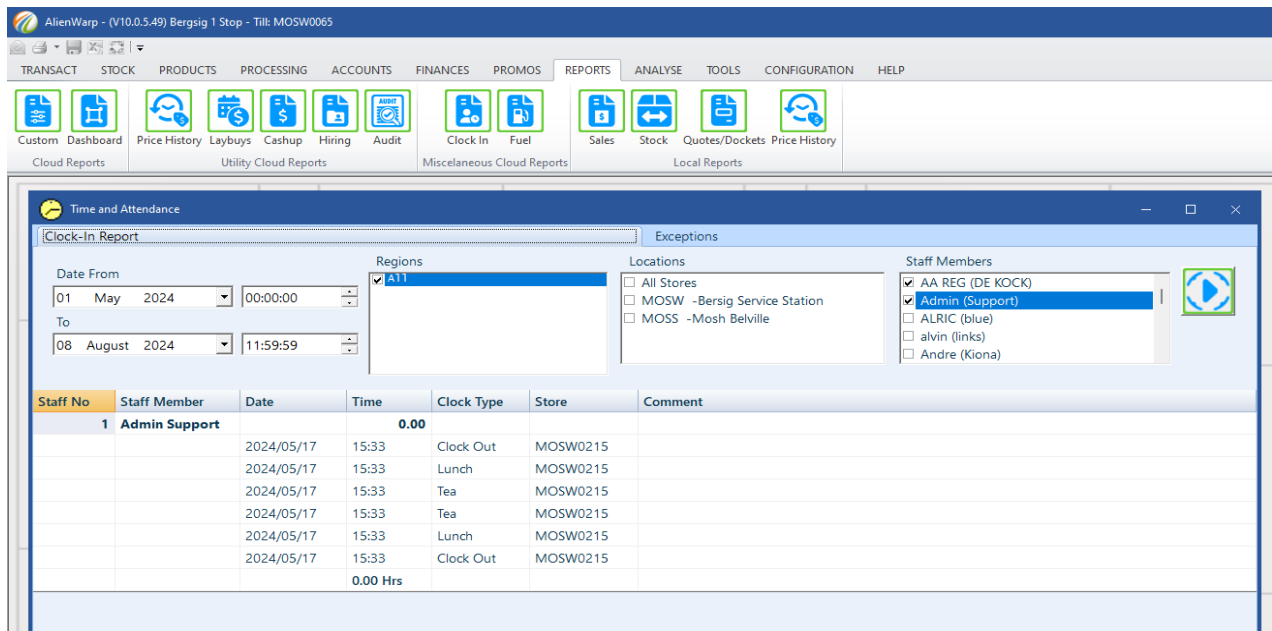 AlienWarp - (V10.0.5.49) Bergsig 1 Stop - Till: MOSW0065
TRANSACT STOCK PRODUCTS PROCESSING ACCOUNTS FINANCES PROMOS REPORTS ANALYSE TOOLS CONFIGURATION HELP
AUDIT
Custom Dashboard Price History Laybuys Cashup Hiring Audit Clock In Fuel Sales Stock Quotes/Dockets Price History
Cloud Reports Utility Cloud Reports Miscelaneous Cloud Reports Local Reports
Time and Attendance
Clock-In Report Exceptions
Regions Locations Staff Members
Date From
A11 All Stores AA REG (DE KOCK)
01 May 2024 00:00:00 MOSW -Bersig Service Station Admin (Support)
To MOSS -Mosh Belville ALRIC (blue)
alvin (links)
08 August 2024 11:59:59 Andre (Kiona)
Staff No Staff Member Date Time Clock Type Store Comment
1 Admin Support 0.00
2024/05/17 15:33 Clock Out MOSW0215
2024/05/17 15:33 Lunch MOSW0215
2024/05/17 15:33 Tea MOSW0215
2024/05/17 15:33 Tea MOSW0215
2024/05/17 15:33 Lunch MOSW0215
2024/05/17 15:33 Clock Out MOSW0215
0.00 Hrs